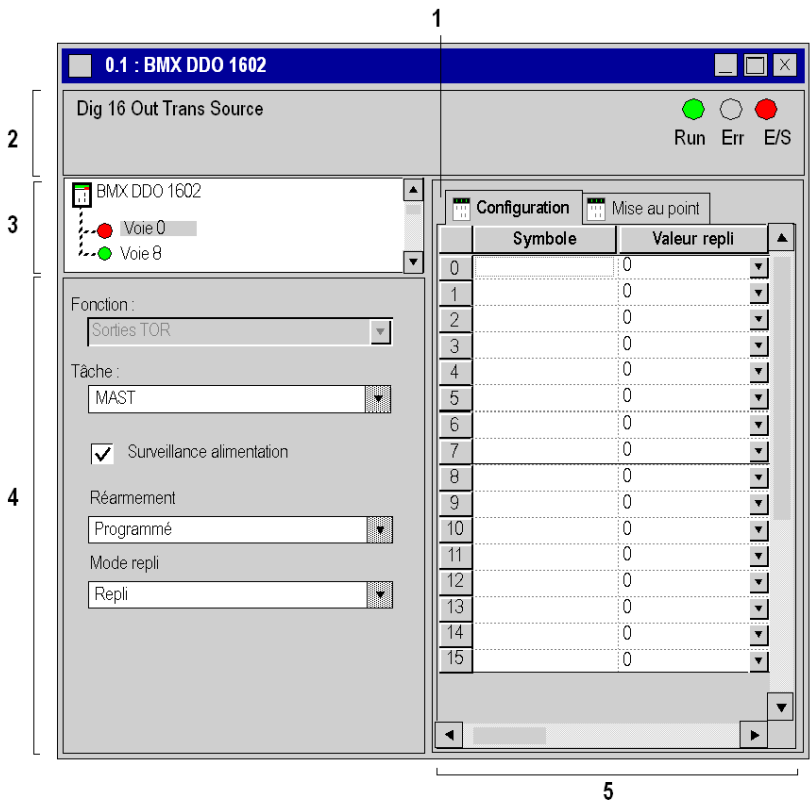 1
0.1 : BMX DDO 1602
X
2
Dig 16 Out Trans Source
Run Err E/S
3
BMX DDO 1602
Voie 0
Voie 8
4
Fonction :
Sorties TOR
Tâche :
MAST
Surveillance alimentation
Réarmement
Programmé
Mode repli
Repli
Configuration Mise au point
Symbole Valeur repli
0 0
1 0
2 0
3 0
4 0
5 0
6 0
7 0
8 0
9 0
10 0
11 0
12 0
13 0
14 0
15 0
5